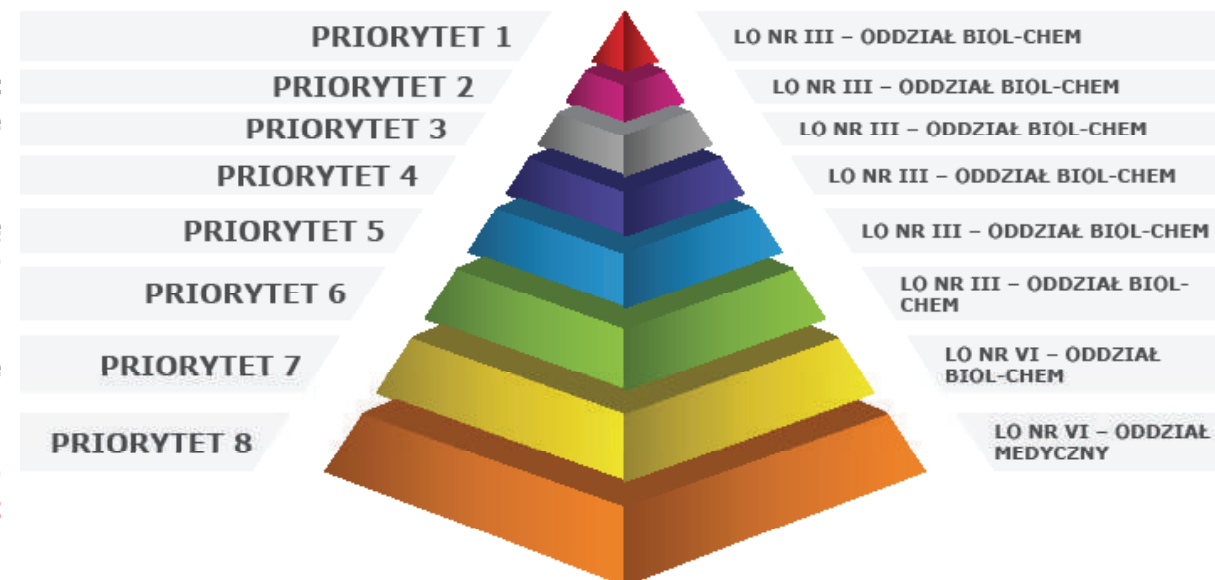 PRIORYTET 1
LO NR III – ODDZIAŁ BIOL-CHEM
PRIORYTET 2
LO NR III – ODDZIAŁ BIOL-CHEM
PRIORYTET 3
LO NR III – ODDZIAŁ BIOL-CHEM
PRIORYTET 4
LO NR III – ODDZIAŁ BIOL-CHEM
PRIORYTET 5
LO NR III – ODDZIAŁ BIOL-CHEM
PRIORYTET 6
LO NR III – ODDZIAŁ BIOL-
CHEM
PRIORYTET 7
LO NR VI – ODDZIAŁ
BIOL-CHEM
PRIORYTET 8
LO NR VI – ODDZIAŁ
MEDYCZNY